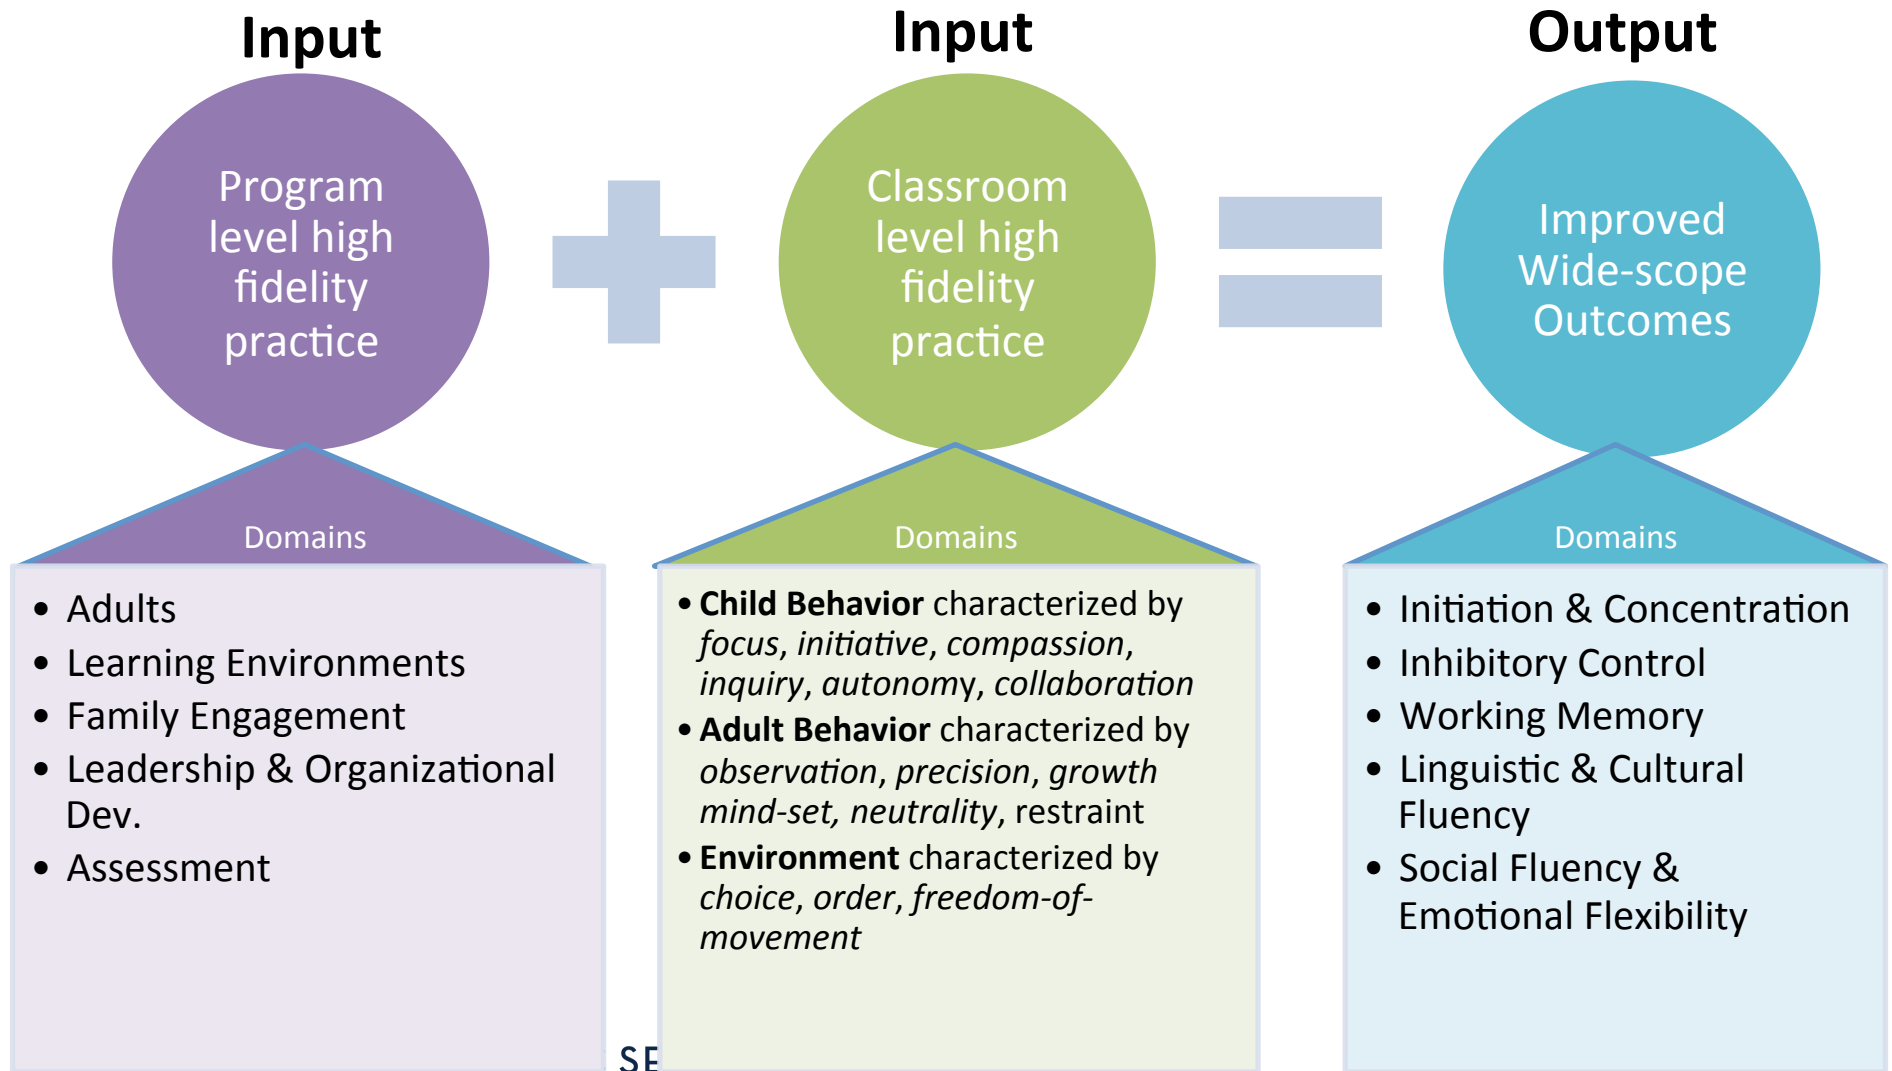 Input
Input
Output
Program
level high
fidelity
practice
Classroom
level high
fidelity
practice
Improved
Wide-scope
Outcomes
Domains
• Adults
• Learning Environments
• Family Engagement
• Leadership & Organizational
Dev.
• Assessment
Domains
• Child Behavior characterized by
focus, initiative, compassion,
inquiry, autonomy, collaboration
• Adult Behavior characterized by
observation, precision, growth
mind-set, neutrality, restraint
• Environment characterized by
choice, order, freedom-of-
movement
Domains
• Initiation & Concentration
• Inhibitory Control
• Working Memory
• Linguistic & Cultural
Fluency
• Social Fluency &
Emotional Flexibility